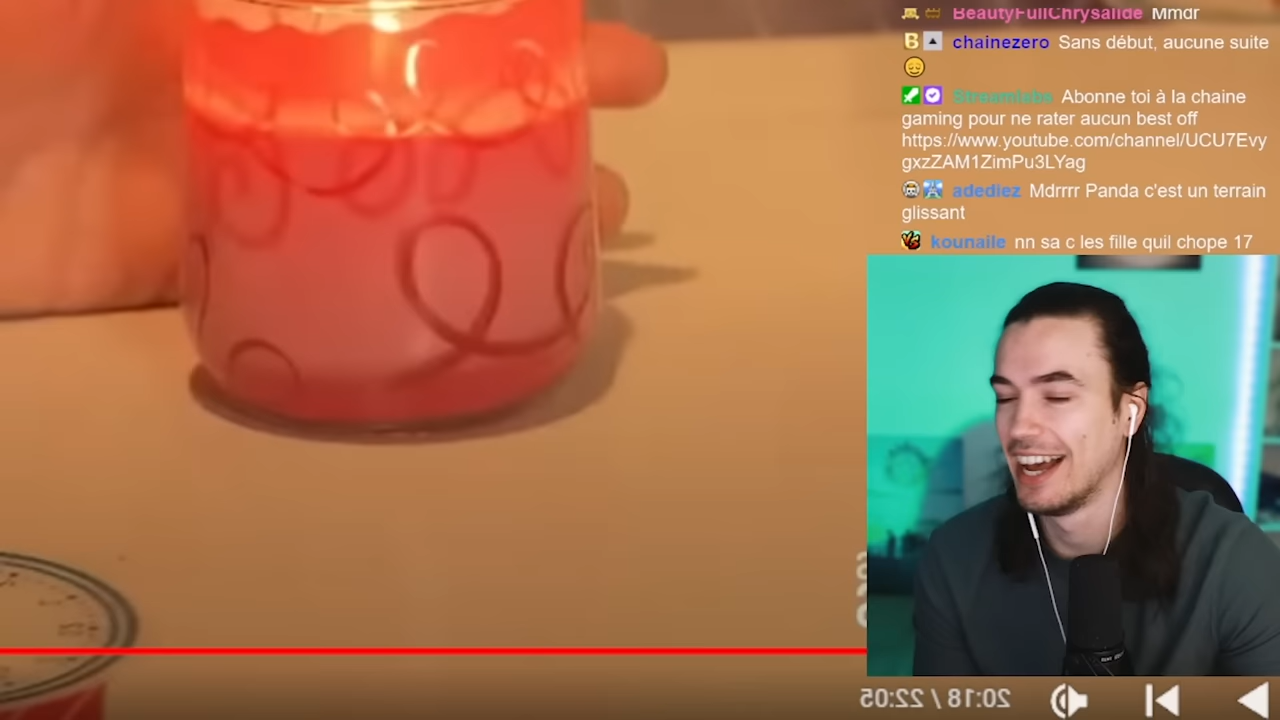 BeautyFullChrysalide Mmdr
chainezero Sans début, aucune suite
Streamlabs Abonne toi à la chaine
gaming pour ne rater aucun best off
https://www.youtube.com/channel/UCU7Evy
gxzZAM1ZimPu3LYag
adediez Mdrrrr Panda c'est un terrain
glissant
kounaile nn sa c les fille quil chope 17
20:18 / 22:05